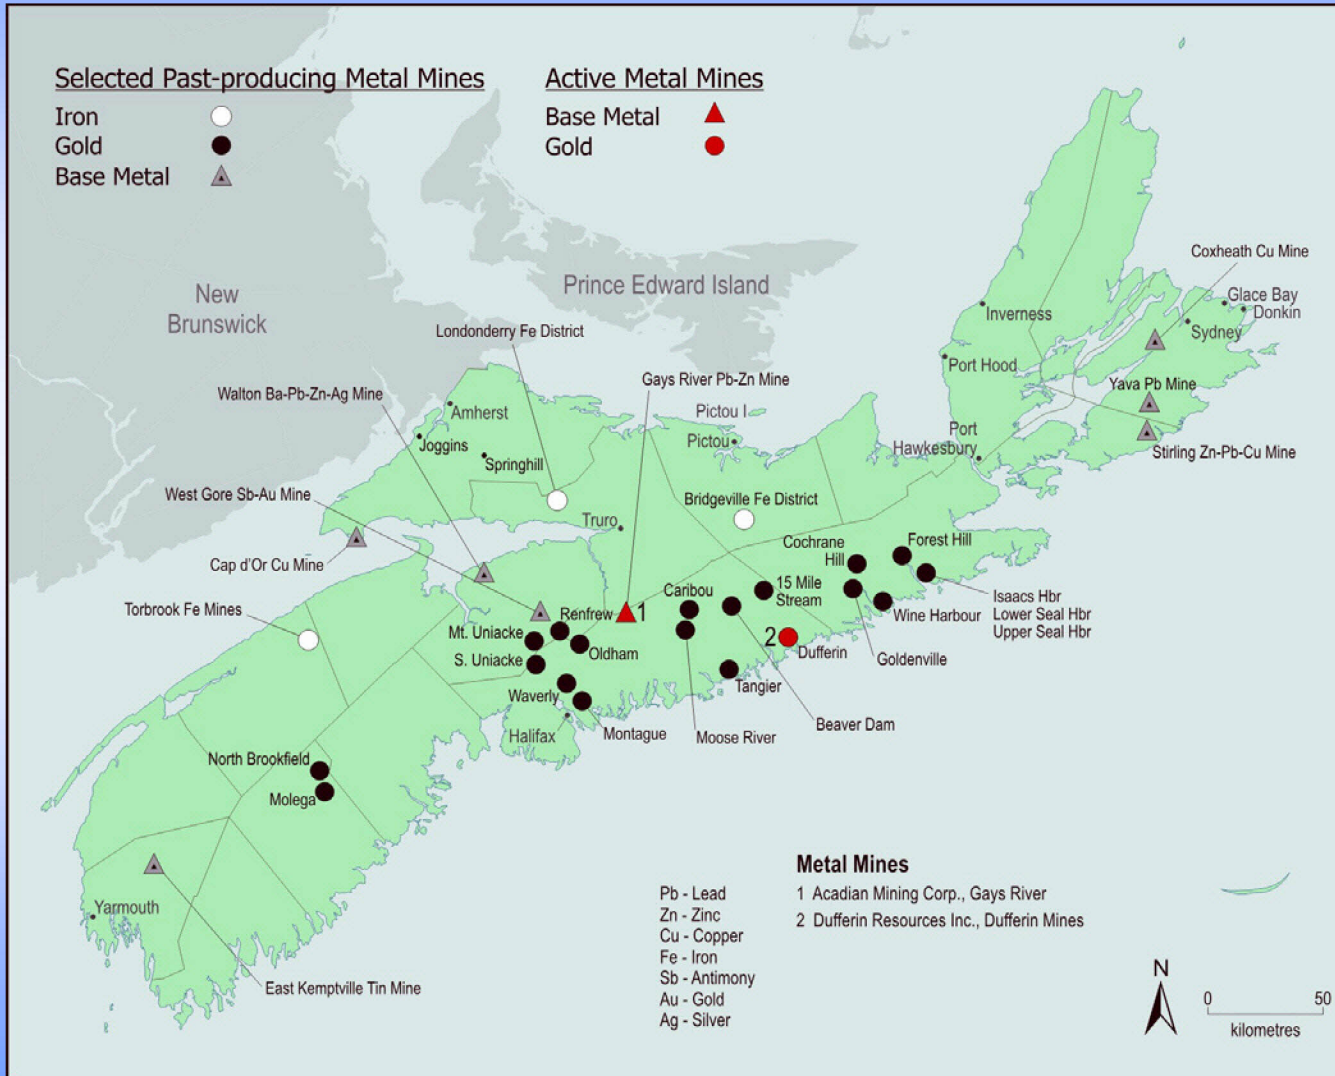 Selected Past-producing Metal Mines
Iron
Gold
Base Metal
Active Metal Mines
Base Metal
Gold
New
Brunswick
Prince Edward Island
Londonderry Fe District
Walton Ba-Pb-Zn-Ag Mine
Gays River Pb-Zn Mine
West Gore Sb-Au Mine
Cap d'Or Cu Mine
Torbrook Fe Mines
Amherst
Joggins
Springhill
Truro
Pictou I
Pictou
Bridgeville Fe District
Inverness
Port Hood
Port
Hawkesbury
Coxheath Cu Mine
Glace Bay
Donkin
Sydney
Yava Pb Mine
Stirling Zn-Pb-Cu Mine
Cochrane
Hill
Forest Hill
Isaacs Hbr
Lower Seal Hbr
Upper Seal Hbr
Wine Harbour
Goldenville
15 Mile
Stream
Caribou
1
2
Dufferin
Beaver Dam
Tangier
Moose River
Renfrew
Mt. Uniacke
Oldham
S. Uniacke
Waverly
Halifax
Montague
North Brookfield
Molega
Yarmouth
East Kemptville Tin Mine
Pb - Lead
Zn - Zinc
Cu - Copper
Fe - Iron
Sb - Antimony
Au - Gold
Ag - Silver
Metal Mines
1 Acadian Mining Corp., Gays River
2 Dufferin Resources Inc., Dufferin Mines
N
0 50
kilometres